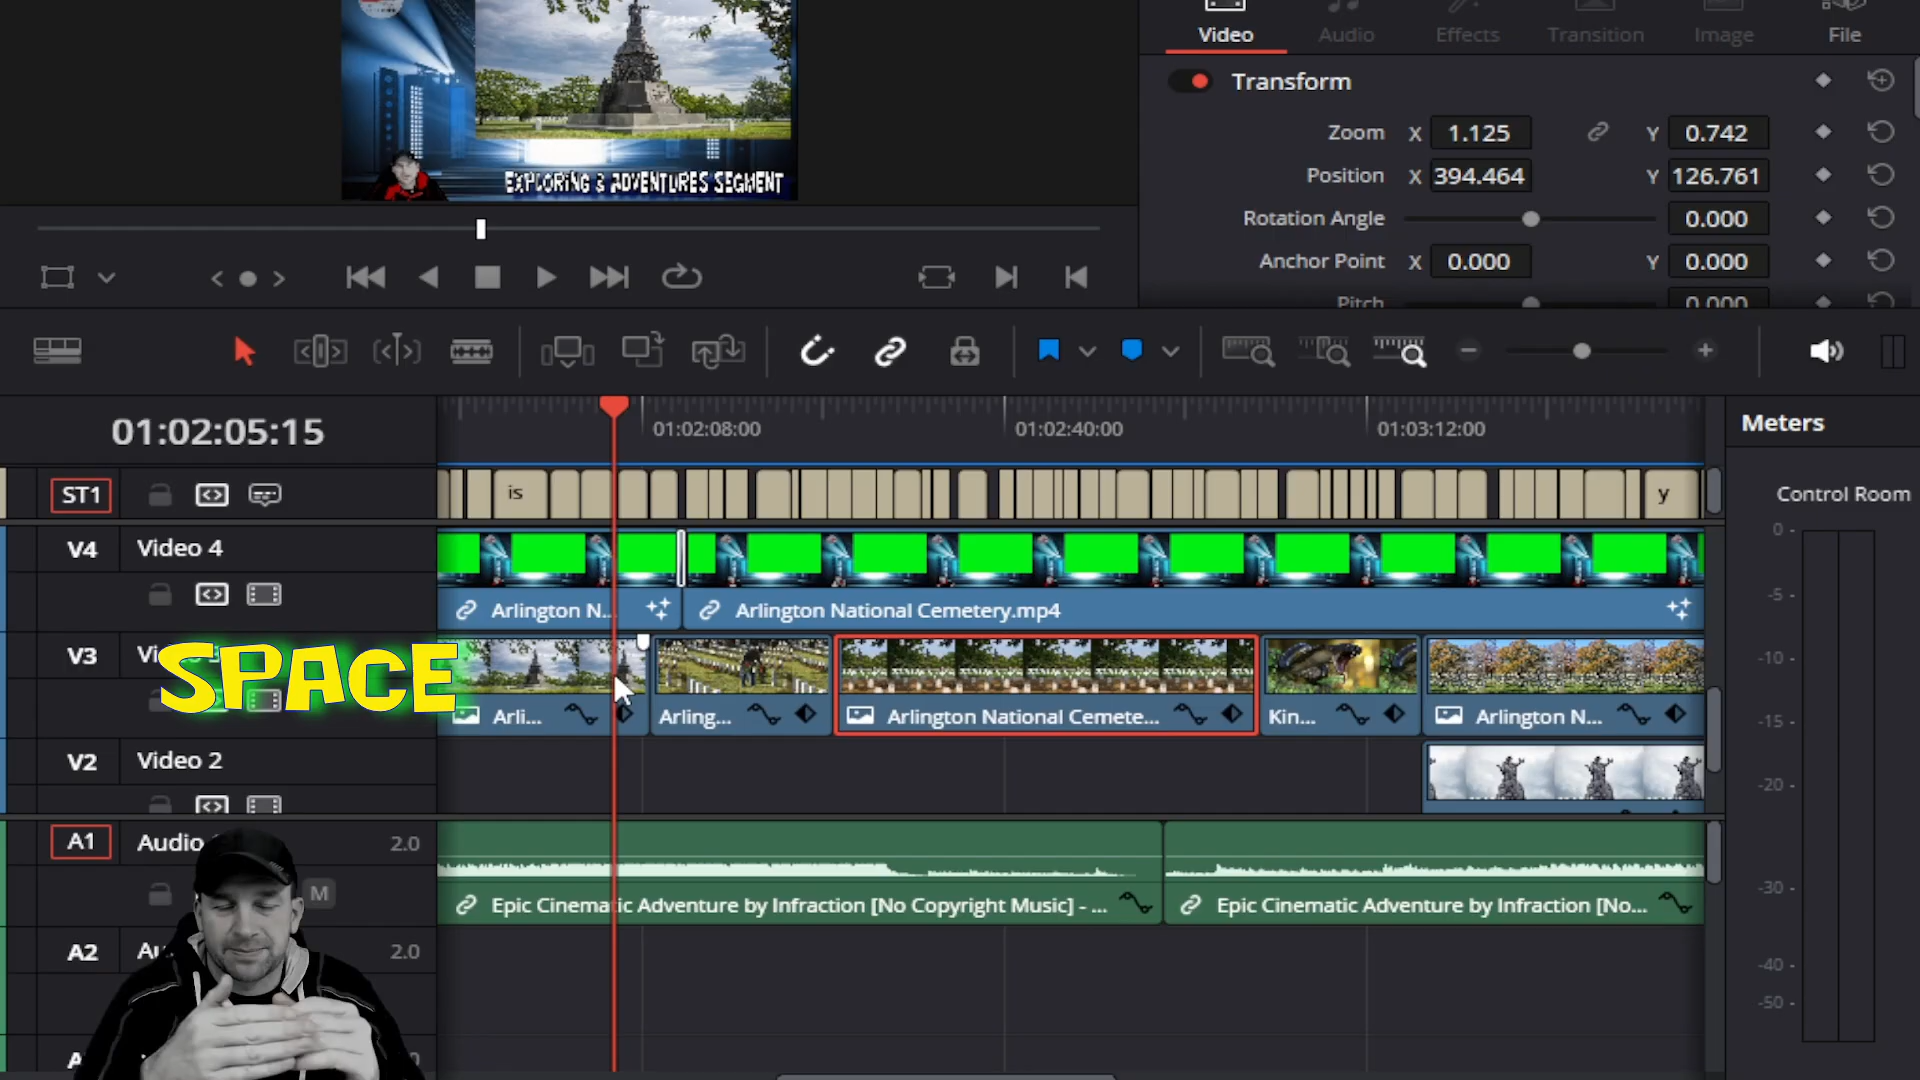 Video
Audio
Effects
Transition
Image
File
Transform
Zoom X 1.125 Y 0.742
Position X 394.464 Y 126.761
Rotation Angle 0.000
Anchor Point X 0.000 Y 0.000
Pitch 0.000
EXPLORING & ADVENTURES SEGMENT
01:02:05:15
01:02:08:00
01:02:40:00
01:03:12:00
Meters
ST1
is
y
Control Room
V4 Video 4
Arlington N...
Arlington National Cemetery.mp4
V3
SPACE
Arli...
Arling...
Arlington National Cemete...
Kin...
Arlington N...
V2 Video 2
A1 Audio 2.0
M
Epic Cinematic Adventure by Infraction [No Copyright Music] - ...
Epic Cinematic Adventure by Infraction [No...
A2 2.0
0
-5
-10
-15
-20
-30
-40
-50